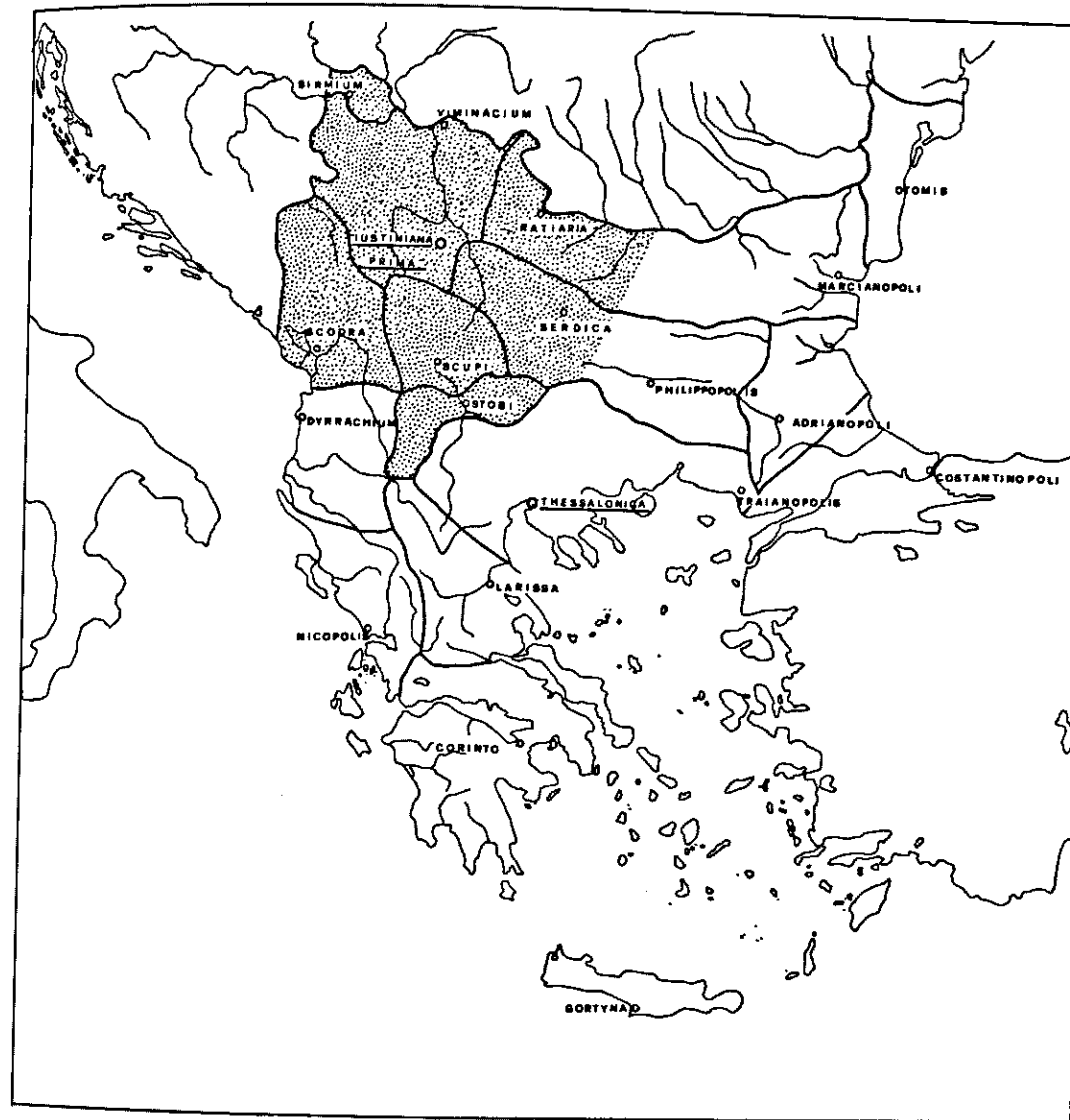 SIRMIUM
VIMINACIUM
TOMIS
RATIARIA
IUSTINIANA
PRIMA
MARCIANOPOLI
SERDICA
SCODRA
SCUPI
PHILIPPOPOLIS
STOBI
DYRRACHIUM
ADRIANOPOLI
COSTANTINOPOLI
THESSALONICA
TRAIANOPOLIS
LARISSA
NICOPOLIS
CORINTO
GORTYNA